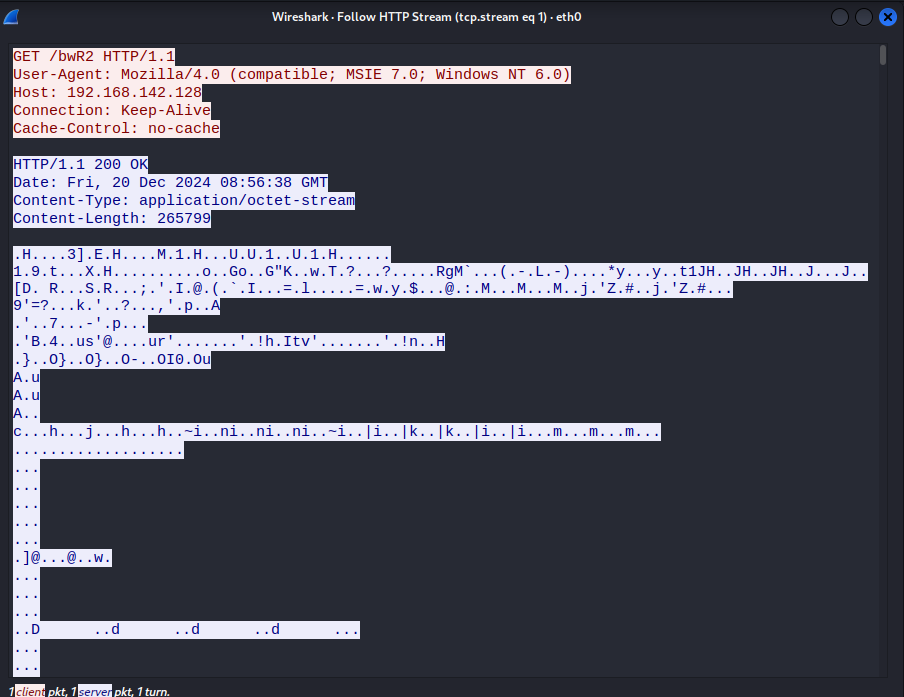 Wireshark · Follow HTTP Stream (tcp.stream eq 1) · eth0
GET /bwR2 HTTP/1.1
User-Agent: Mozilla/4.0 (compatible; MSIE 7.0; Windows NT 6.0)
Host: 192.168.142.128
Connection: Keep-Alive
Cache-Control: no-cache
HTTP/1.1 200 OK
Date: Fri, 20 Dec 2024 08:56:38 GMT
Content-Type: application/octet-stream
Content-Length: 265799
.H....3].E.H....M.1.H...U.U.1..U.1.H......
1.9.t...X.H..........o..Go..G"K..w.T.?...?.....RgM`...(.-.L.-)....*y...y..t1JH..JH..JH..J...J..
[D. R...S.R...;.'.I.@.(.`.I...=.l.....=.w.y.$...@.:.M...M...M..j.'Z.#..j.'Z.#...
9'=?...k.'..?...,'.p..A
.'..7...-'.p...
.'B.4..us'@....ur'.......'.!h.Itv'.......'.!n..H
.}..O}..O}..O-..OI0.Ou
A.u
A.u
A..
c...h...j...h...h..~i..ni..ni..ni..~i..|i..|k..|k..|i..|i...m...m...m...
...................
...
...
...
...
...
.]@...@..w.
...
...
...
..D      ..d      ..d      ..d      ...
...
...
1 client pkt, 1 server pkt, 1 turn.